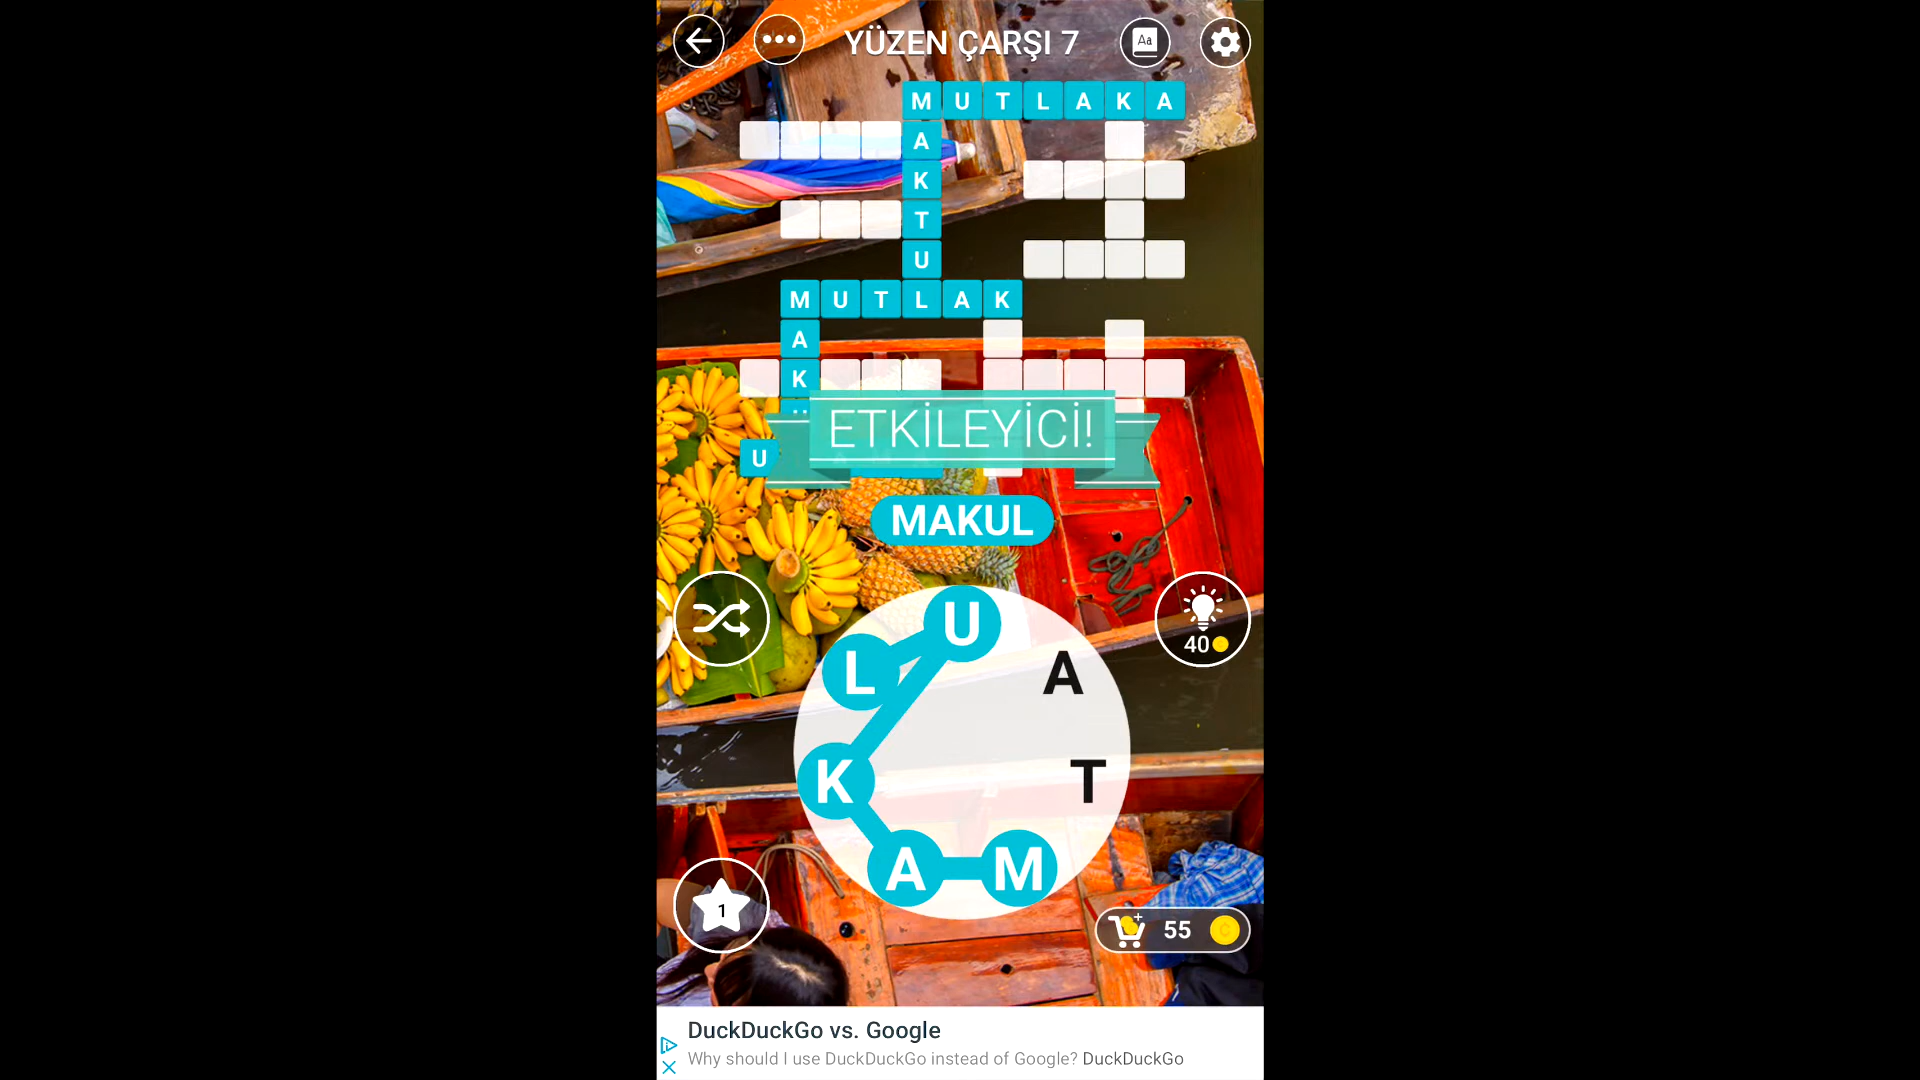 YÜZEN ÇARŞI 7
Aa
MUTLAKA
A
K
T
U
MUTLAK
A
K
U
ETKİLEYİCİ!
MAKUL
U
L
A
K
T
A
M
40
1
55
DuckDuckGo vs. Google
Why should I use DuckDuckGo instead of Google? DuckDuckGo